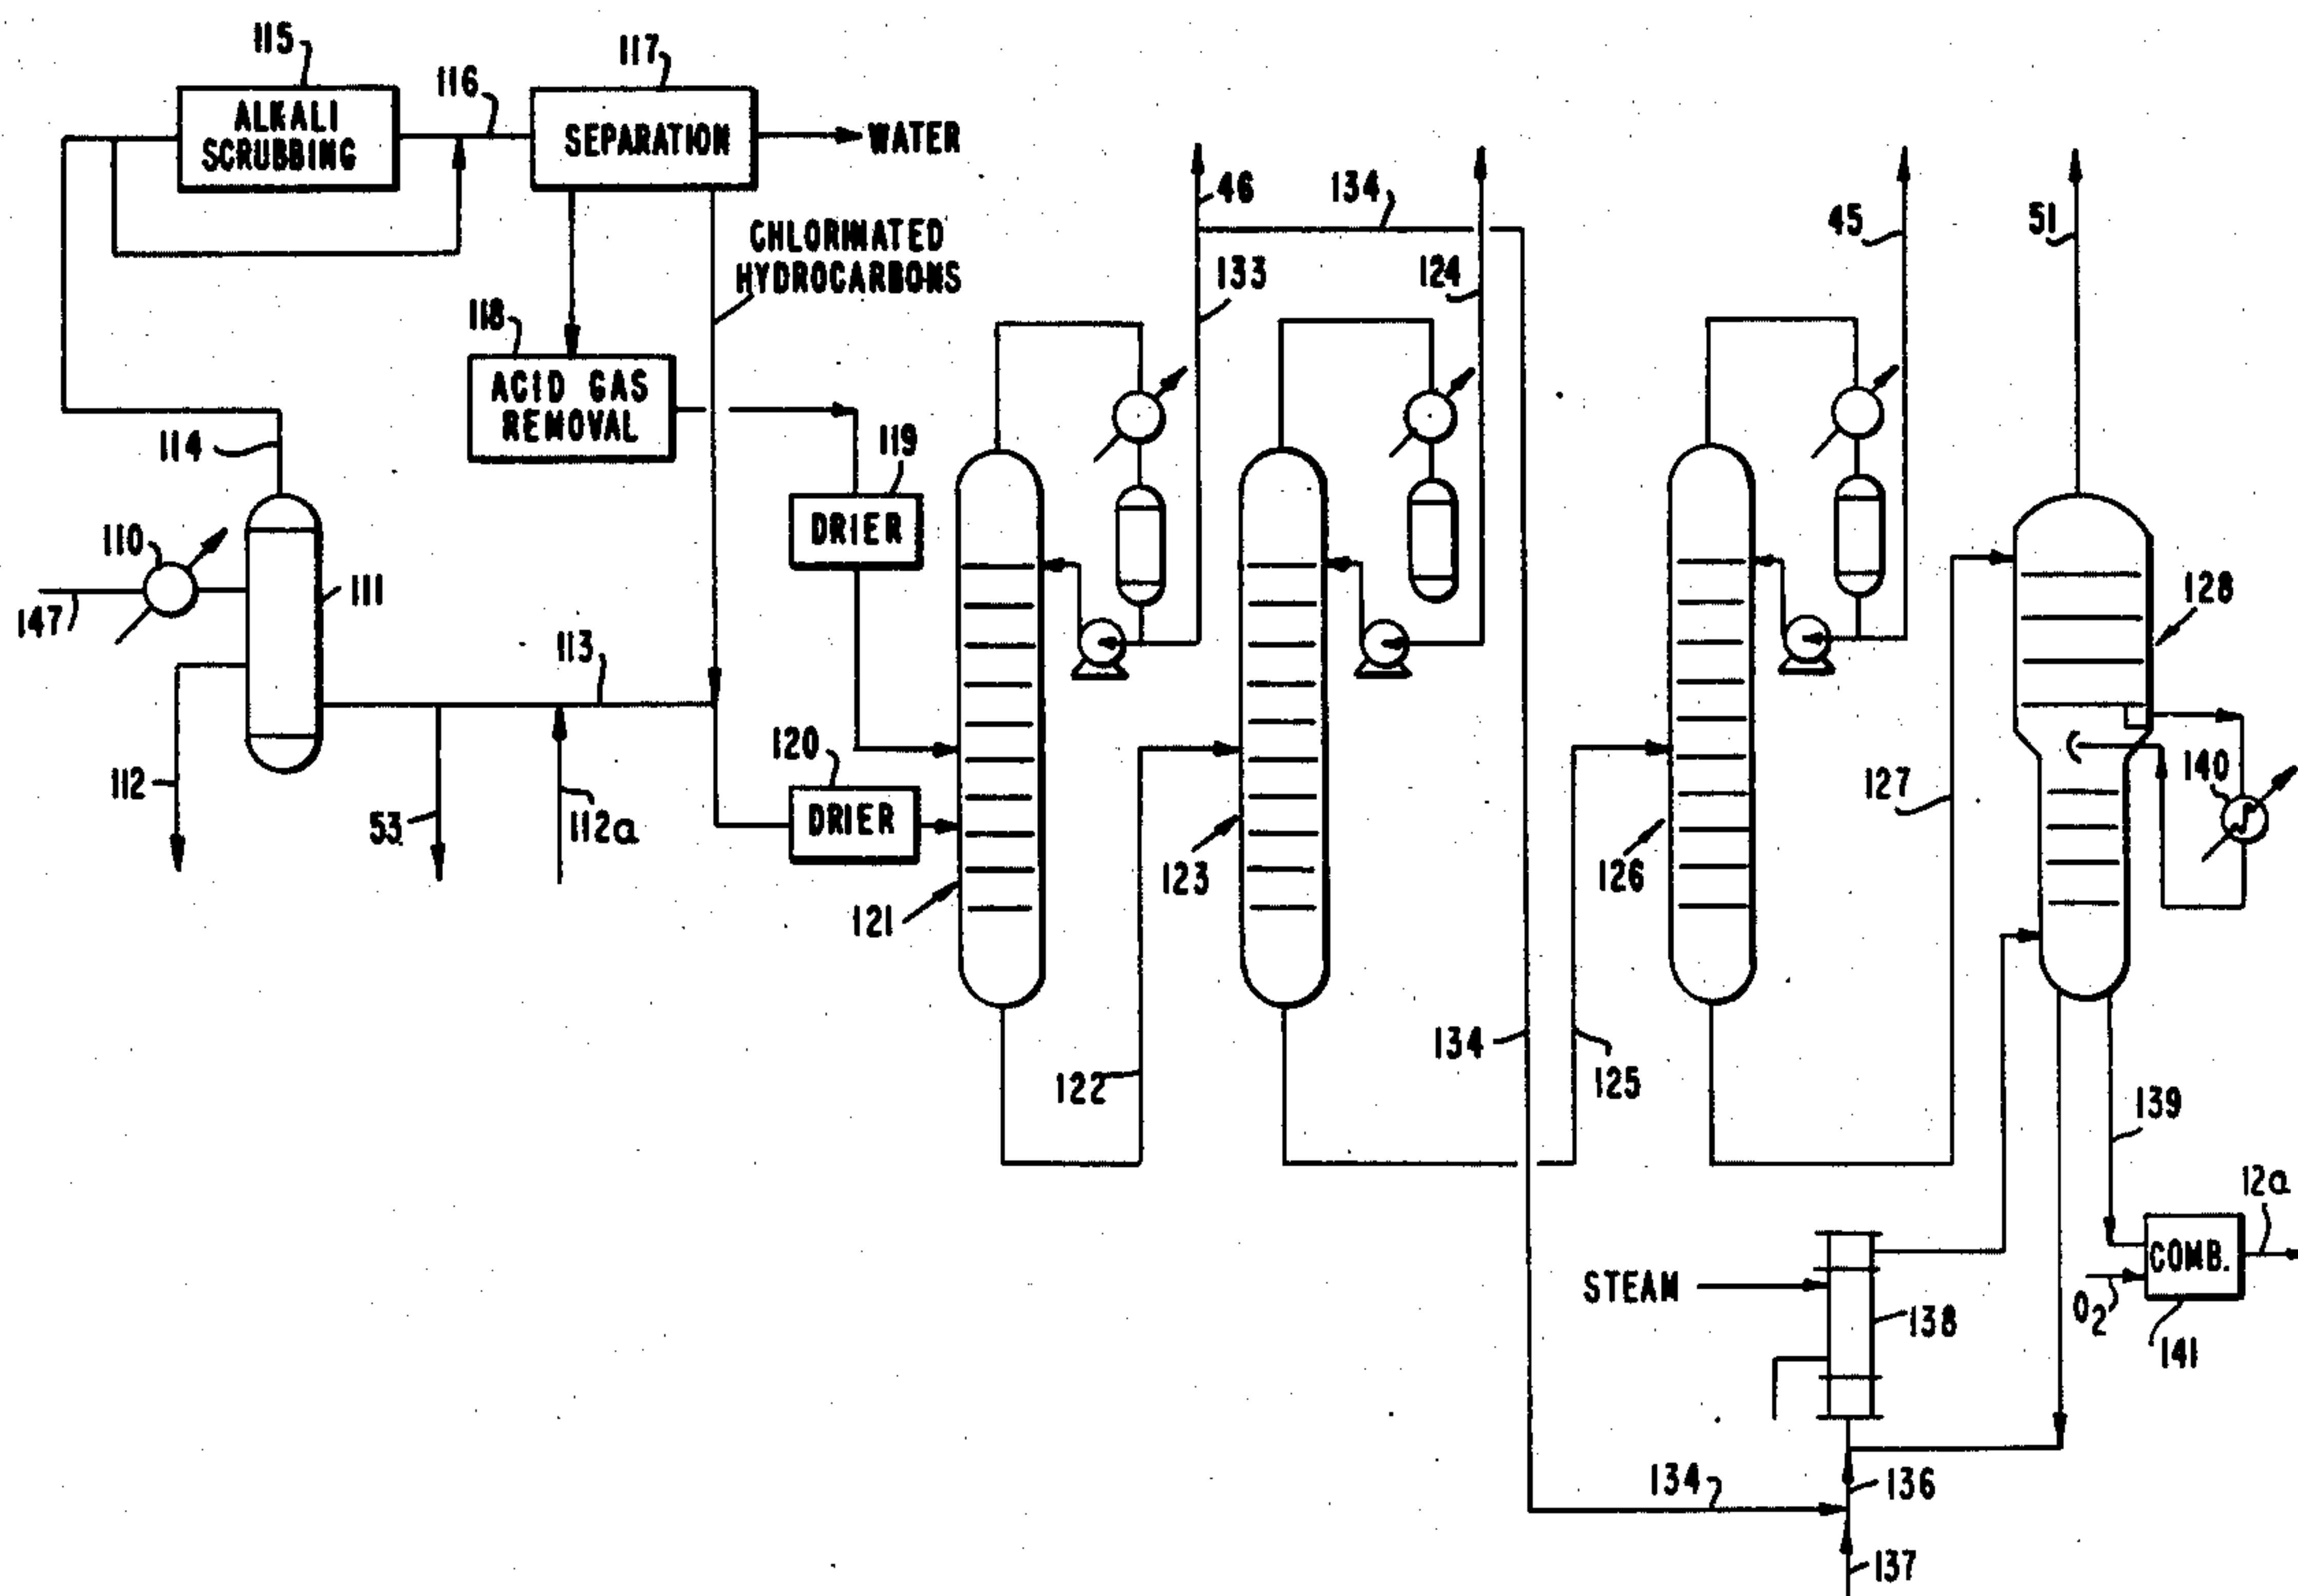 115
116
117
ALKALI
SCRUBBING
SEPARATION
WATER
46
134
CHLORINATED
HYDROCARBONS
133
124
45
51
118
ACID GAS
REMOVAL
114
119
DRIER
110
111
147
128
113
112
53
112a
120
DRIER
121
123
126
127
140
122
134
125
139
12a
COMB.
STEAM
O2
138
141
134
136
137